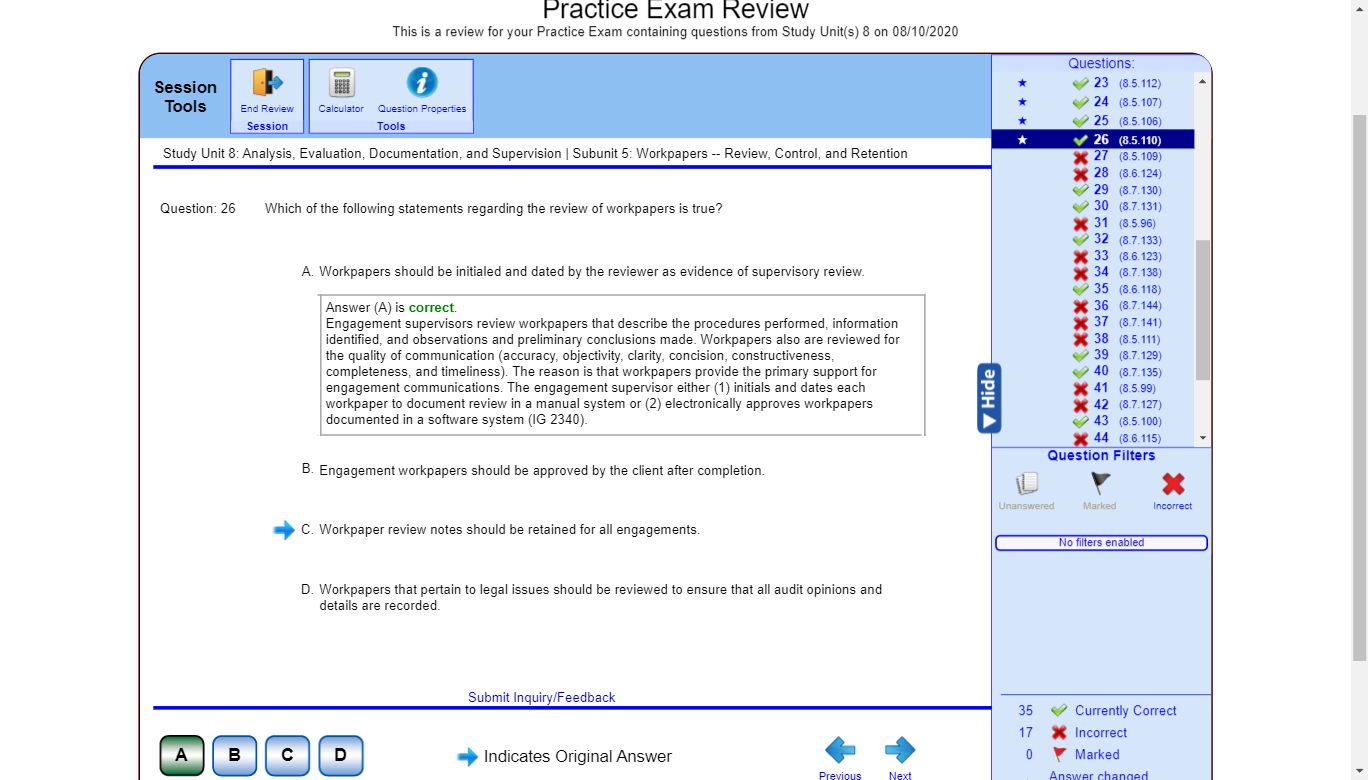 Practice Exam Review
This is a review for your Practice Exam containing questions from Study Unit(s) 8 on 08/10/2020
Session
Tools
End Review
Session
Calculator
Question Properties
Tools
Study Unit 8: Analysis, Evaluation, Documentation, and Supervision | Subunit 5: Workpapers -- Review, Control, and Retention
Question: 26
Which of the following statements regarding the review of workpapers is true?
A. Workpapers should be initialed and dated by the reviewer as evidence of supervisory review.
Answer (A) is correct.
Engagement supervisors review workpapers that describe the procedures performed, information
identified, and observations and preliminary conclusions made. Workpapers also are reviewed for
the quality of communication (accuracy, objectivity, clarity, concision, constructiveness,
completeness, and timeliness). The reason is that workpapers provide the primary support for
engagement communications. The engagement supervisor either (1) initials and dates each
workpaper to document review in a manual system or (2) electronically approves workpapers
documented in a software system (IG 2340).
B. Engagement workpapers should be approved by the client after completion.
C. Workpaper review notes should be retained for all engagements.
D. Workpapers that pertain to legal issues should be reviewed to ensure that all audit opinions and
details are recorded.
Submit Inquiry/Feedback
A
B
C
D
Indicates Original Answer
Previous
Next
Hide
Questions:
23 (8.5.112)
24 (8.5.107)
25 (8.5.106)
26 (8.5.110)
27 (8.5.109)
28 (8.6.124)
29 (8.7.130)
30 (8.7.131)
31 (8.5.96)
32 (8.7.133)
33 (8.6.123)
34 (8.7.138)
35 (8.6.118)
36 (8.7.144)
37 (8.7.141)
38 (8.5.111)
39 (8.7.129)
40 (8.7.135)
41 (8.5.99)
42 (8.7.127)
43 (8.5.100)
44 (8.6.115)
Question Filters
Unanswered
Marked
Incorrect
No filters enabled
35 Currently Correct
17 Incorrect
0 Marked
Answer changed